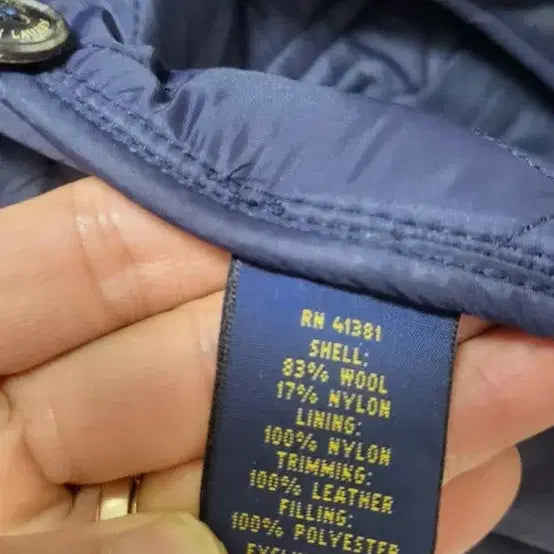 RN 41381
SHELL:
83% WOOL
17% NYLON
LINING:
100% NYLON
TRIMMING:
100% LEATHER
FILLING:
100% POLYESTER